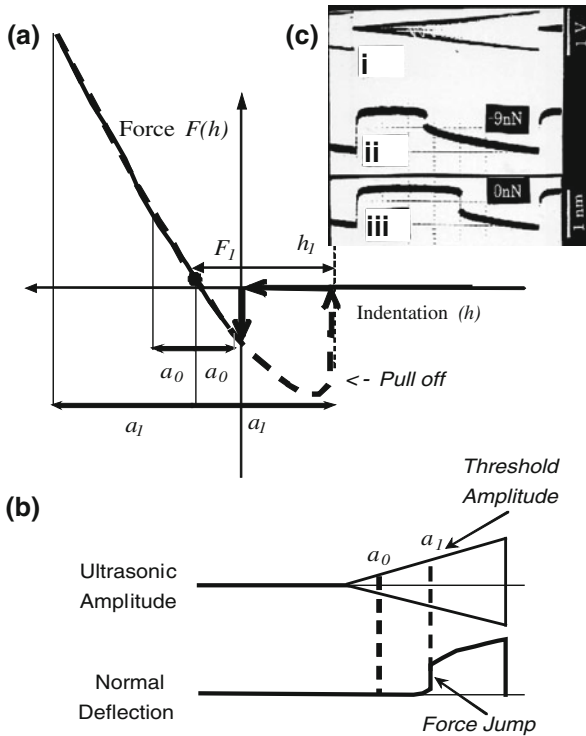 (a)
Force F(h)
F1
h1
Indentation (h)
a0
a0
<- Pull off
a1
a1
(c)
i
1 V
-9nN
ii
0nN
iii
1 nm
(b)
Threshold
Amplitude
a0
a1
Ultrasonic
Amplitude
Normal
Deflection
Force Jump